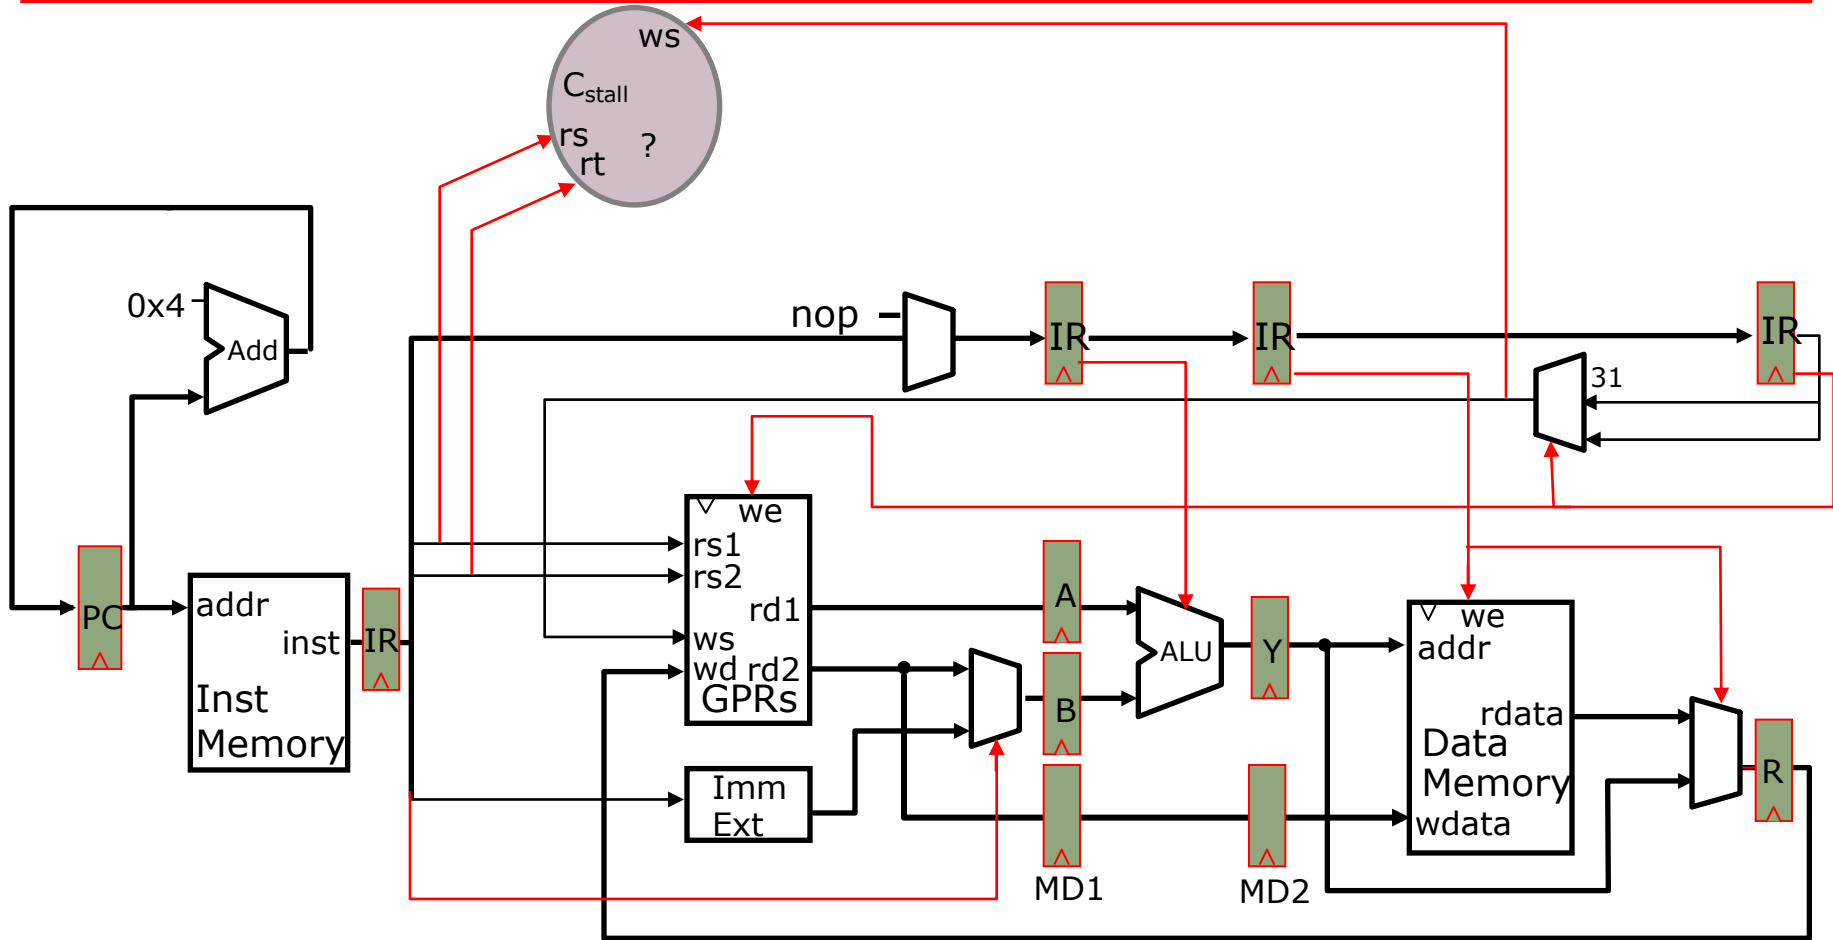 ws
C_stall
rs
?
rt
0x4
Add
nop
IR
IR
IR
31
we
rs1
rs2
rd1
ws
wd rd2
GPRs
PC
addr
inst
Inst
Memory
IR
A
B
ALU
Y
we
addr
rdata
Data
Memory
wdata
R
Imm
Ext
MD1
MD2